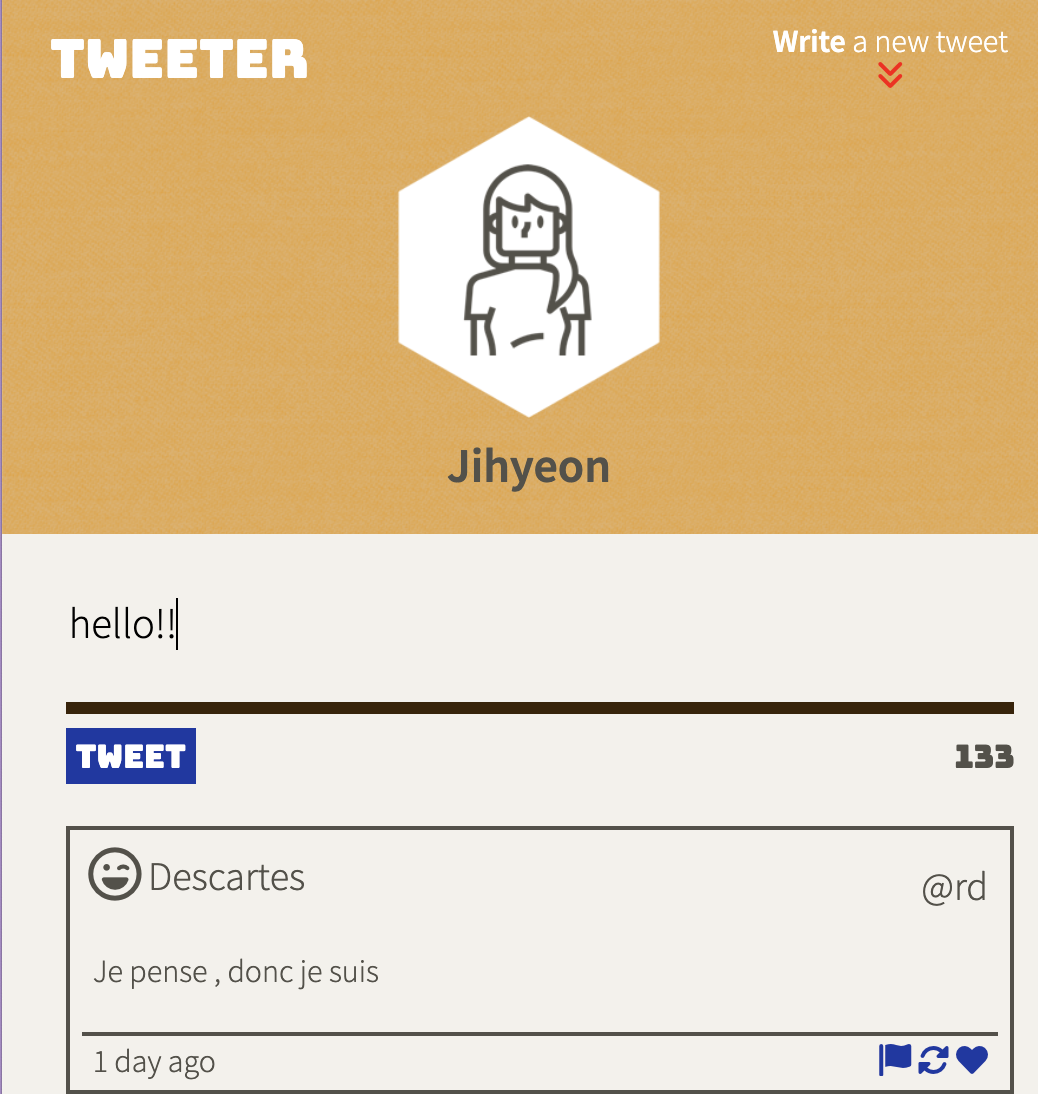 TWEETER
Write a new tweet
Jihyeon
hello!!
TWEET
133
Descartes
@rd
Je pense , donc je suis
1 day ago